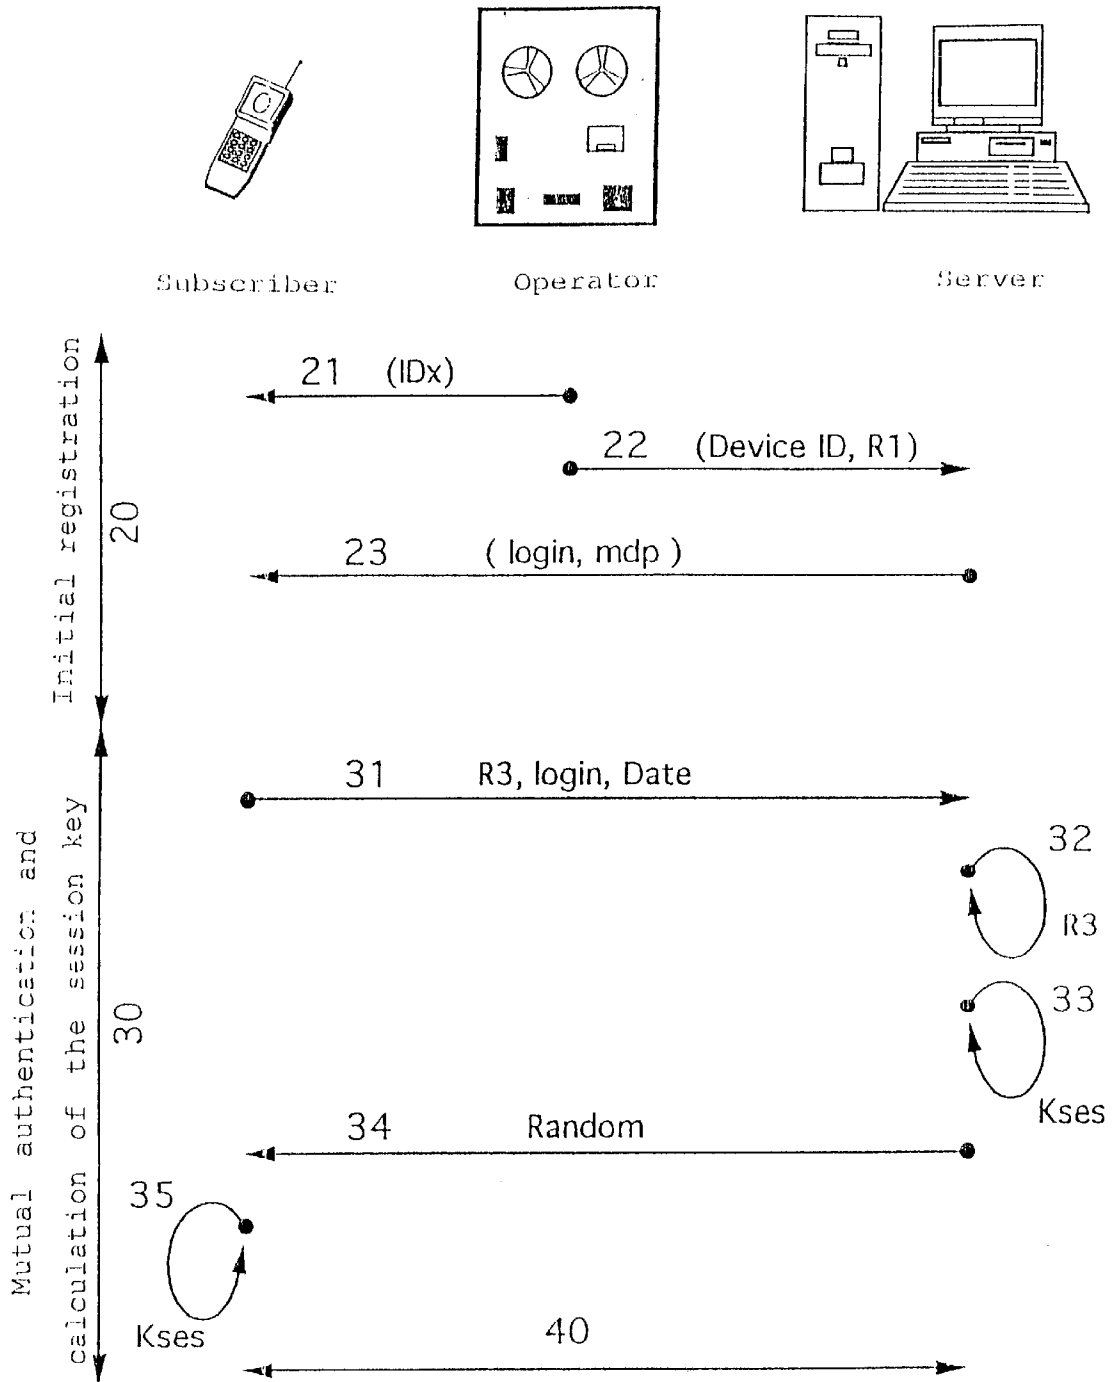 Subscriber
Operator
Server
Initial registration
20
21 (IDx)
22 (Device ID, R1)
23 ( login, mdp )
Mutual authentication and
calculation of the session key
30
31 R3, login, Date
32
R3
33
Kses
34 Random
35
Kses
40